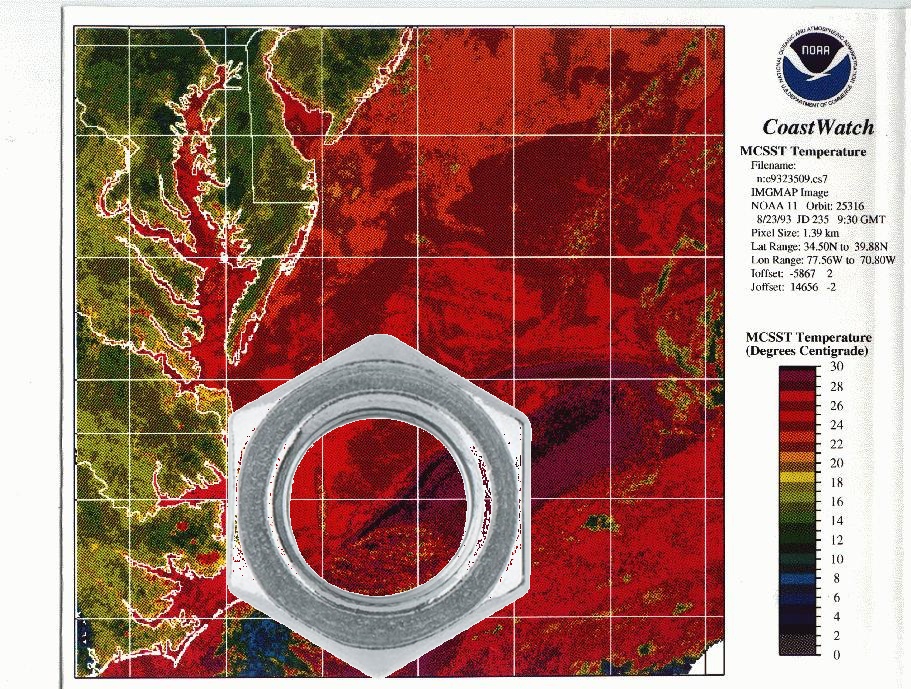 NATIONAL OCEANIC AND ATMOSPHERIC ADMINISTRATION
NOAA
U.S. DEPARTMENT OF COMMERCE
CoastWatch
MCSST Temperature
Filename:
n:c9323509.cs7
IMGMAP Image
NOAA 11 Orbit: 25316
8/23/93 JD 235 9:30 GMT
Pixel Size: 1.39 km
Lat Range: 34.50N to 39.88N
Lon Range: 77.56W to 70.80W
Ioffset: -5867 2
Joffset: 14656 -2
MCSST Temperature
(Degrees Centigrade)
30
28
26
24
22
20
18
16
14
12
10
8
6
4
2
0